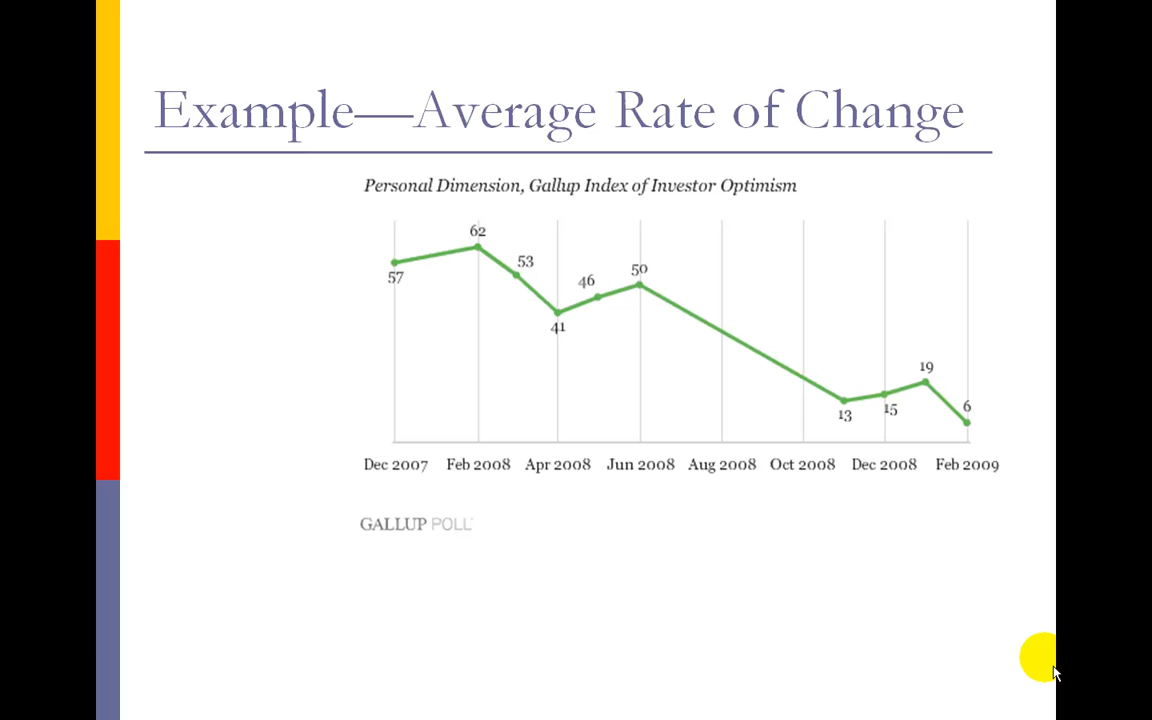 Example—Average Rate of Change
Personal Dimension, Gallup Index of Investor Optimism
62
57
53
41
46
50
13
15
19
6
Dec 2007 Feb 2008 Apr 2008 Jun 2008 Aug 2008 Oct 2008 Dec 2008 Feb 2009
GALLUP POLL